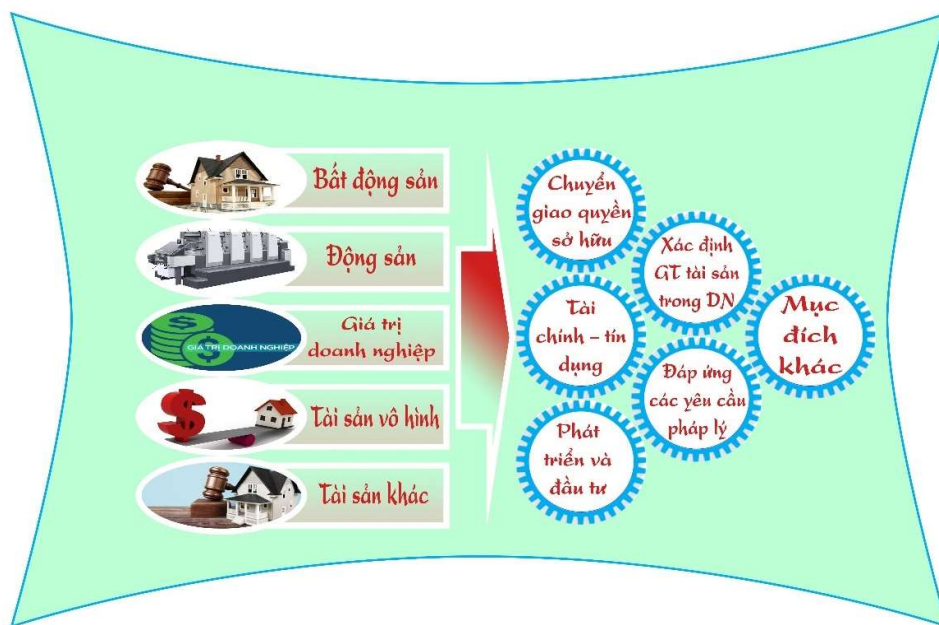 Bất động sản
Động sản
GIÁ TRỊ DOANH NGHIỆP
Giá trị
doanh nghiệp
Tài sản vô hình
Tài sản khác
Chuyển
giao quyền
sở hữu
Xác định
GT tài sản
trong DN
Tài
chính – tín
dụng
Mục
đích
khác
Đáp ứng
các yêu cầu
pháp lý
Phát
triển và
đầu tư